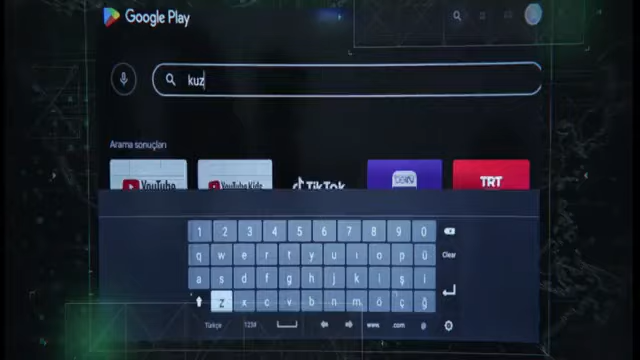 Google Play
kuz
Arama sonuçları
YouTube YouTube Kids TikTok beIN TRT
1 2 3 4 5 6 7 8 9 0
q w e r t y u ı o p ü Clear
a s d f g h j k l ş i
z x c v b n m ö ç ğ
Türkçe 123# www. .com @